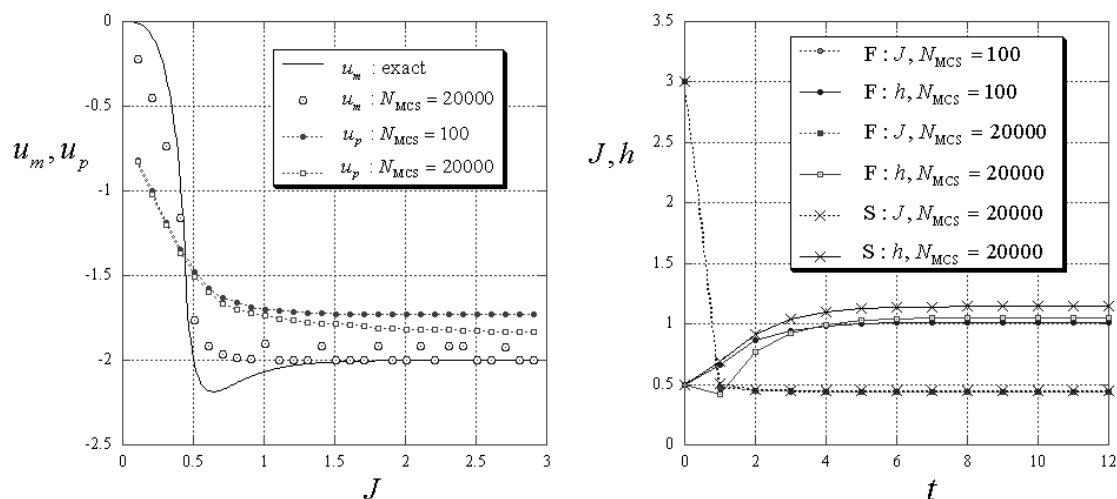 0
-0.5
-1
-1.5
-2
-2.5
u_m, u_p
0 0.5 1 1.5 2 2.5 3
J
u_m : exact
u_m : N_MCS = 20000
u_p : N_MCS = 100
u_p : N_MCS = 20000
3.5
3
2.5
2
1.5
1
0.5
0
J, h
0 2 4 6 8 10 12
t
F : J, N_MCS = 100
F : h, N_MCS = 100
F : J, N_MCS = 20000
F : h, N_MCS = 20000
S : J, N_MCS = 20000
S : h, N_MCS = 20000